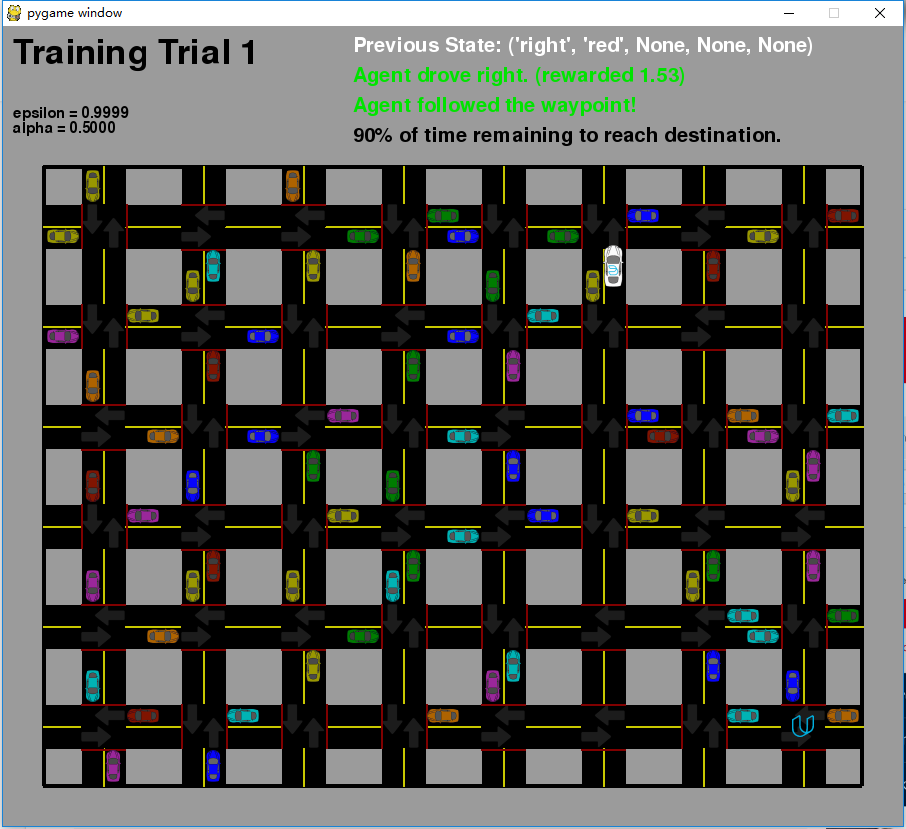 pygame window
Training Trial 1
Previous State: ('right', 'red', None, None, None)
Agent drove right. (rewarded 1.53)
Agent followed the waypoint!
90% of time remaining to reach destination.
epsilon = 0.9999
alpha = 0.5000